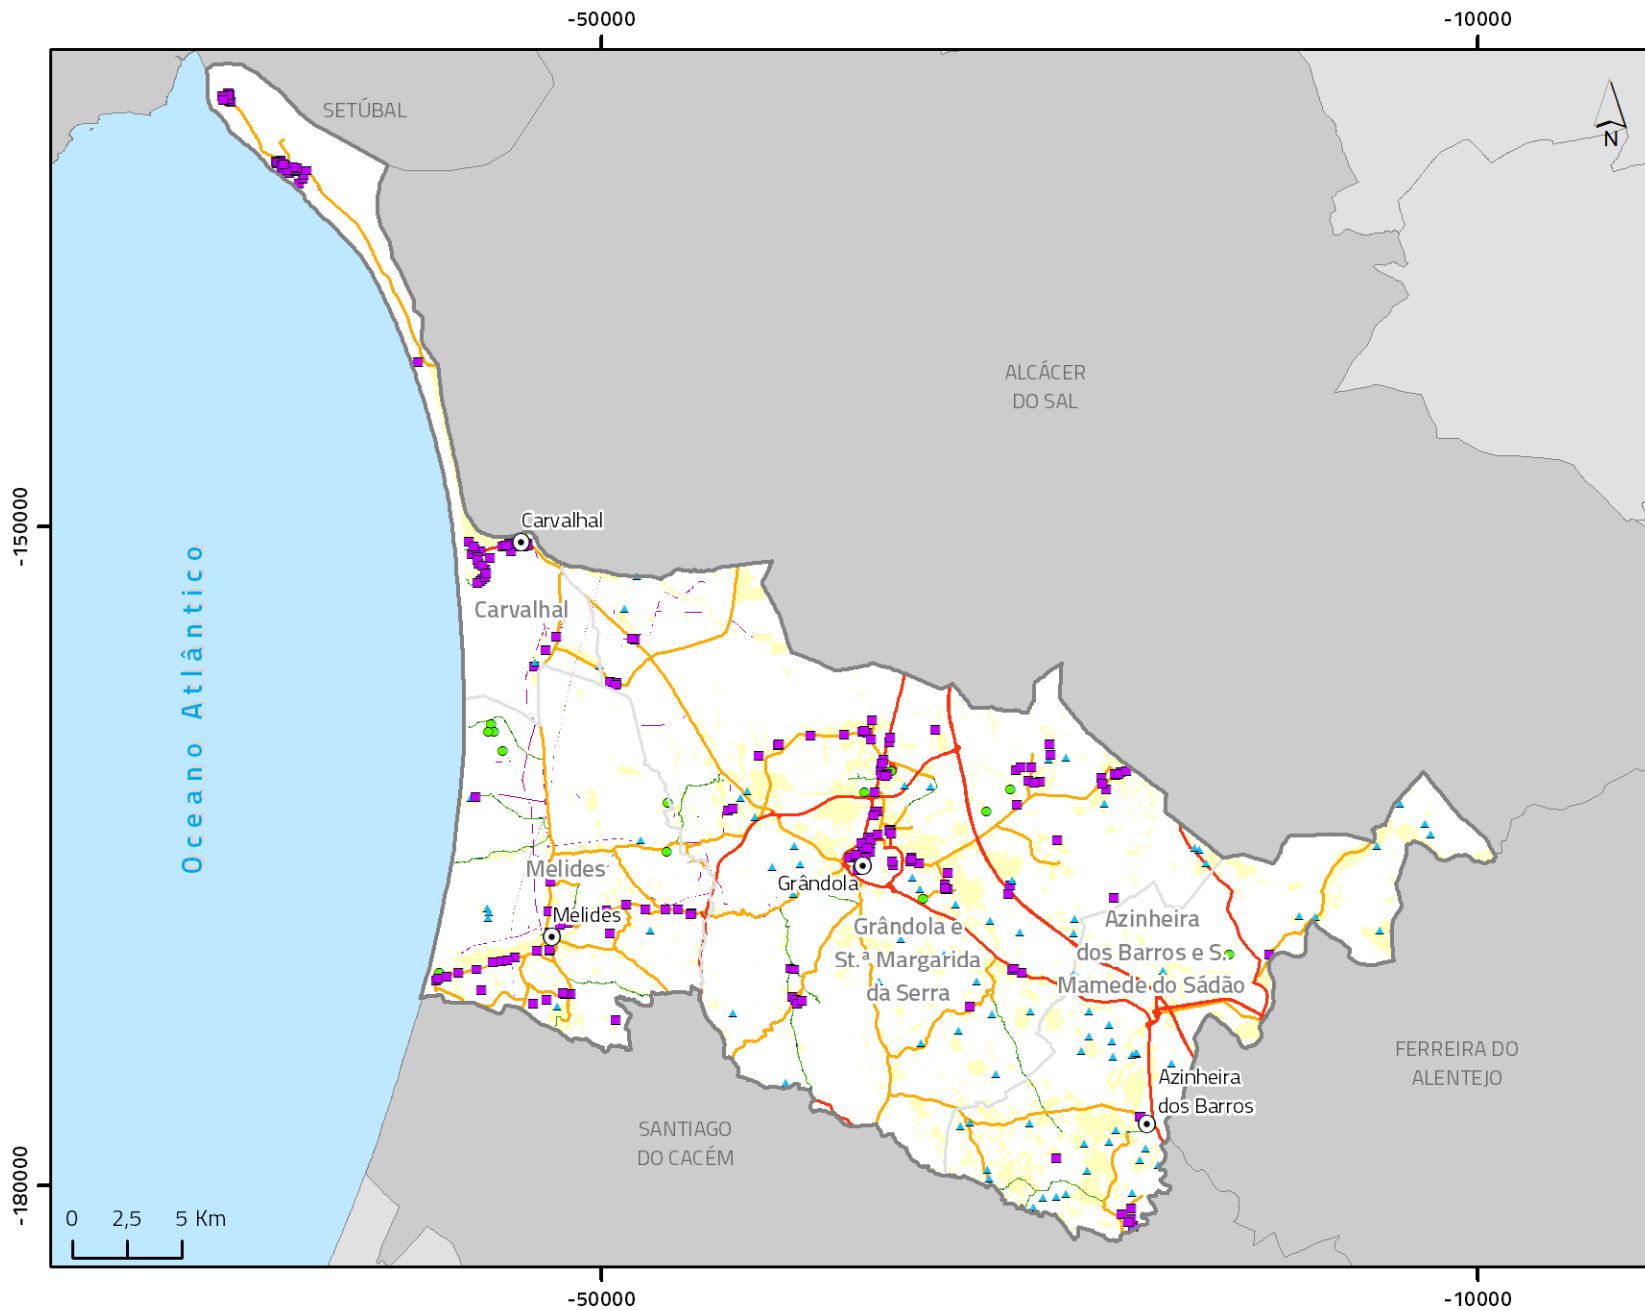 -50000
-10000
SETÚBAL
N
ALCÁCER
DO SAL
-150000
Carvalhal
Oceano Atlântico
Carvalhal
Melides
Grândola
Melides
Grândola e
St.ª Margarida
da Serra
Azinheira
dos Barros e S.
Mamede do Sádão
FERREIRA DO
ALENTEJO
Azinheira
dos Barros
SANTIAGO
DO CACÉM
-180000
0 2,5 5 Km
-50000
-10000